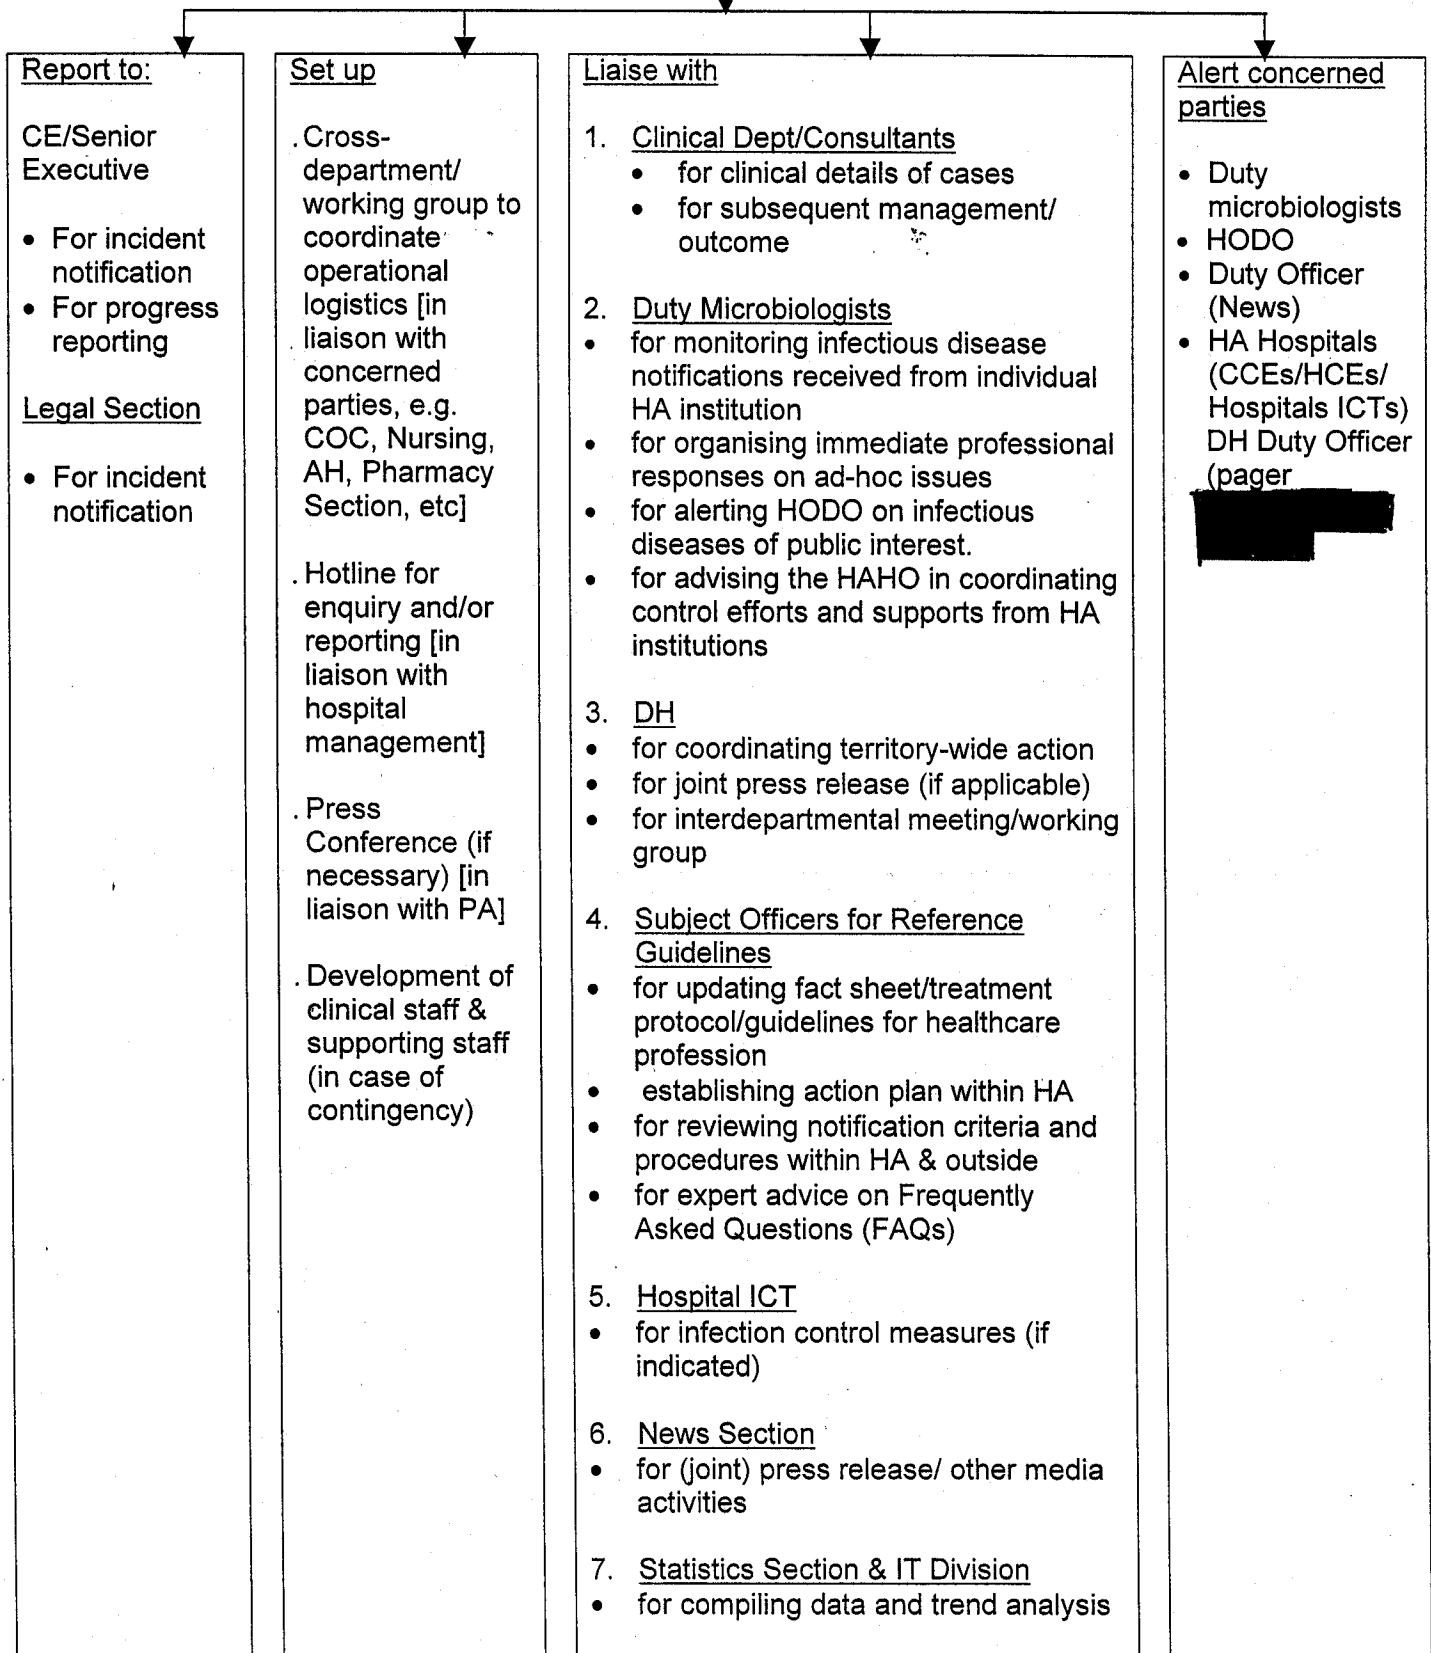 Report to:
CE/Senior
Executive
• For incident
notification
• For progress
reporting
Legal Section
• For incident
notification
Set up
. Cross-
department/
working group to
coordinate
operational
logistics [in
liaison with
concerned
parties, e.g.
COC, Nursing,
AH, Pharmacy
Section, etc]
. Hotline for
enquiry and/or
reporting [in
liaison with
hospital
management]
. Press
Conference (if
necessary) [in
liaison with PA]
. Development of
clinical staff &
supporting staff
(in case of
contingency)
Liaise with
1. Clinical Dept/Consultants
• for clinical details of cases
• for subsequent management/
outcome
2. Duty Microbiologists
• for monitoring infectious disease
notifications received from individual
HA institution
• for organising immediate professional
responses on ad-hoc issues
• for alerting HODO on infectious
diseases of public interest.
• for advising the HAHO in coordinating
control efforts and supports from HA
institutions
3. DH
• for coordinating territory-wide action
• for joint press release (if applicable)
• for interdepartmental meeting/working
group
4. Subject Officers for Reference
Guidelines
• for updating fact sheet/treatment
protocol/guidelines for healthcare
profession
• establishing action plan within HA
• for reviewing notification criteria and
procedures within HA & outside
• for expert advice on Frequently
Asked Questions (FAQs)
5. Hospital ICT
• for infection control measures (if
indicated)
6. News Section
• for (joint) press release/ other media
activities
7. Statistics Section & IT Division
• for compiling data and trend analysis
Alert concerned
parties
• Duty
microbiologists
• HODO
• Duty Officer
(News)
• HA Hospitals
(CCEs/HCEs/
Hospitals ICTs)
DH Duty Officer
(pager